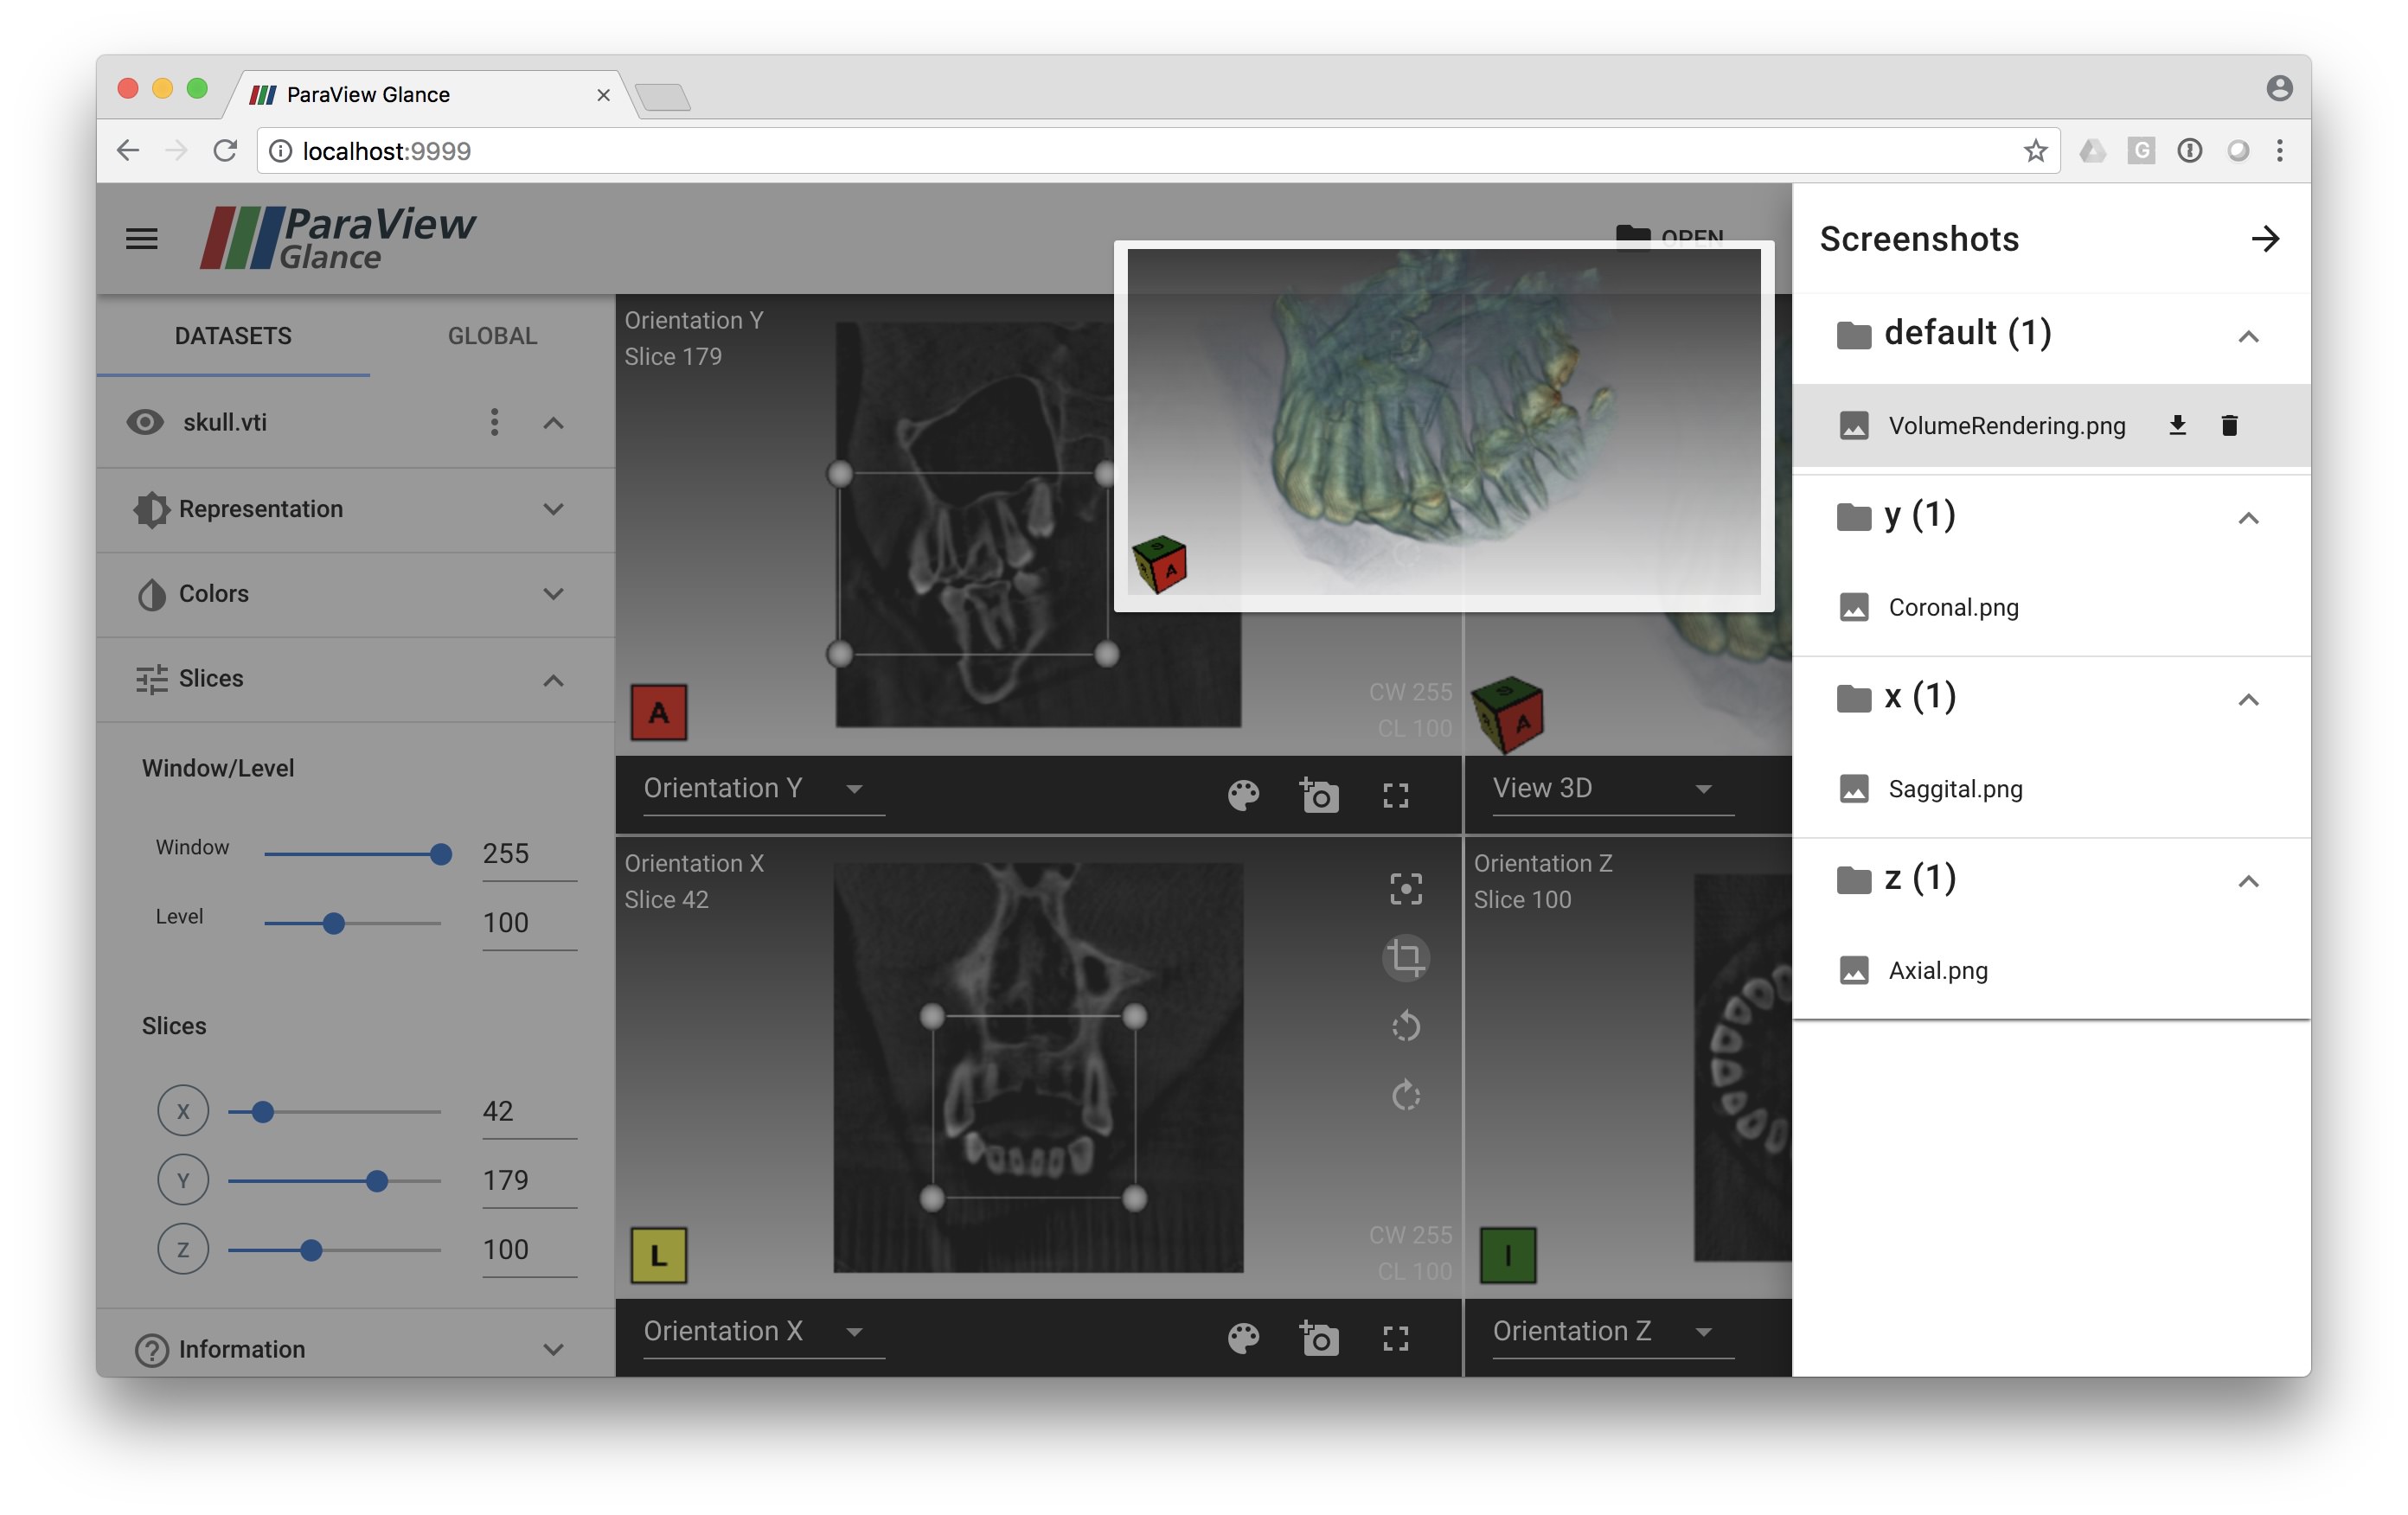 ParaView Glance
localhost:9999
ParaView
Glance
OPEN
DATASETS
GLOBAL
skull.vti
Representation
Colors
Slices
Window/Level
Window
255
Level
100
Slices
X
42
Y
179
Z
100
Information
Orientation Y
Slice 179
A
CW 255
CL 100
Orientation Y
A
A
View 3D
Orientation X
Slice 42
L
CW 255
CL 100
Orientation X
Orientation Z
Slice 100
I
Orientation Z
Screenshots
default (1)
VolumeRendering.png
y (1)
Coronal.png
x (1)
Saggital.png
z (1)
Axial.png